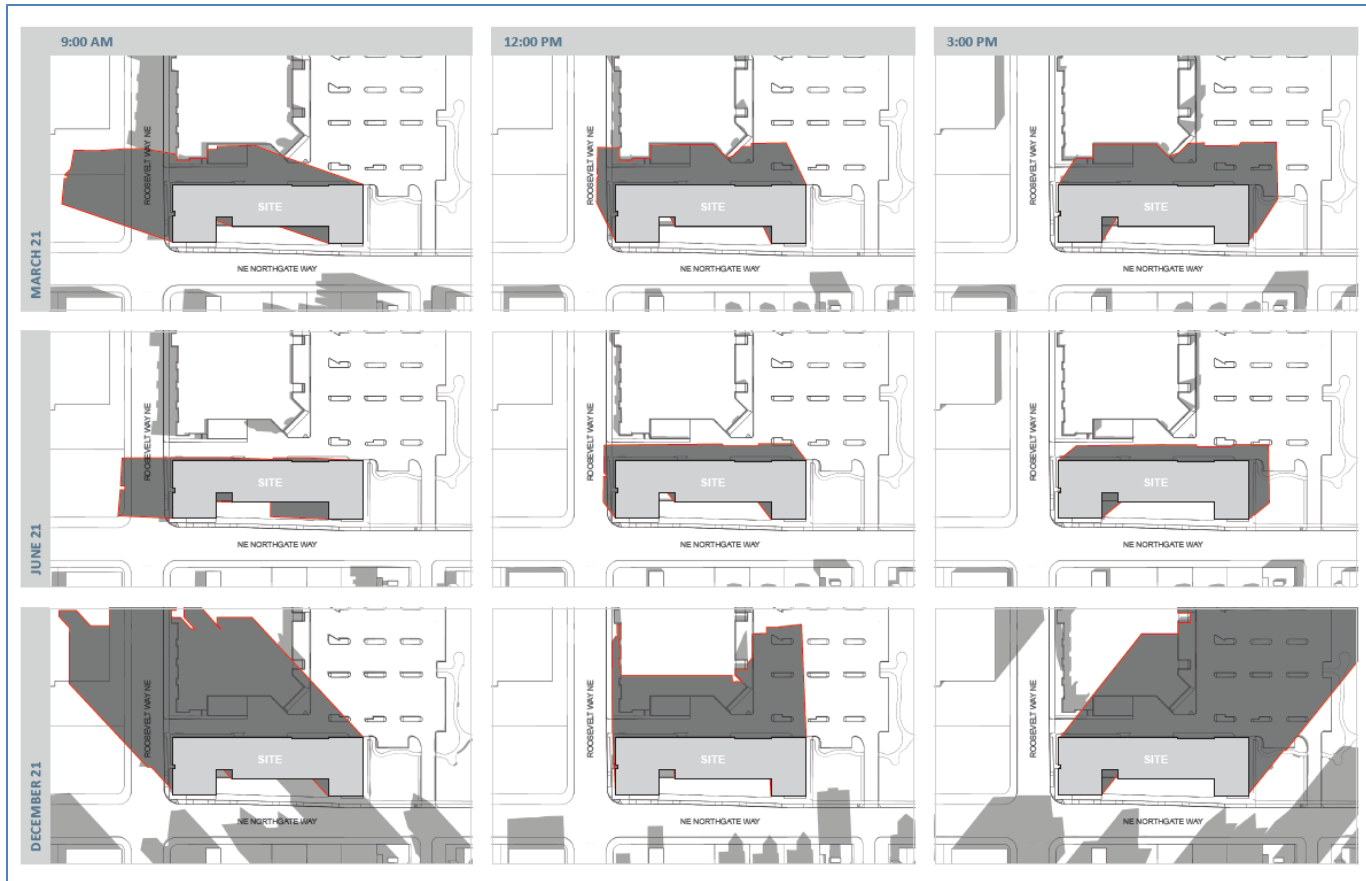 9:00 AM
12:00 PM
3:00 PM
MARCH 21
ROOSEVELT WAY NE
SITE
NE NORTHGATE WAY
ROOSEVELT WAY NE
SITE
NE NORTHGATE WAY
ROOSEVELT WAY NE
SITE
NE NORTHGATE WAY
JUNE 21
ROOSEVELT WAY NE
SITE
NE NORTHGATE WAY
ROOSEVELT WAY NE
SITE
NE NORTHGATE WAY
ROOSEVELT WAY NE
SITE
NE NORTHGATE WAY
DECEMBER 21
ROOSEVELT WAY NE
SITE
NE NORTHGATE WAY
ROOSEVELT WAY NE
SITE
NE NORTHGATE WAY
ROOSEVELT WAY NE
SITE
NE NORTHGATE WAY